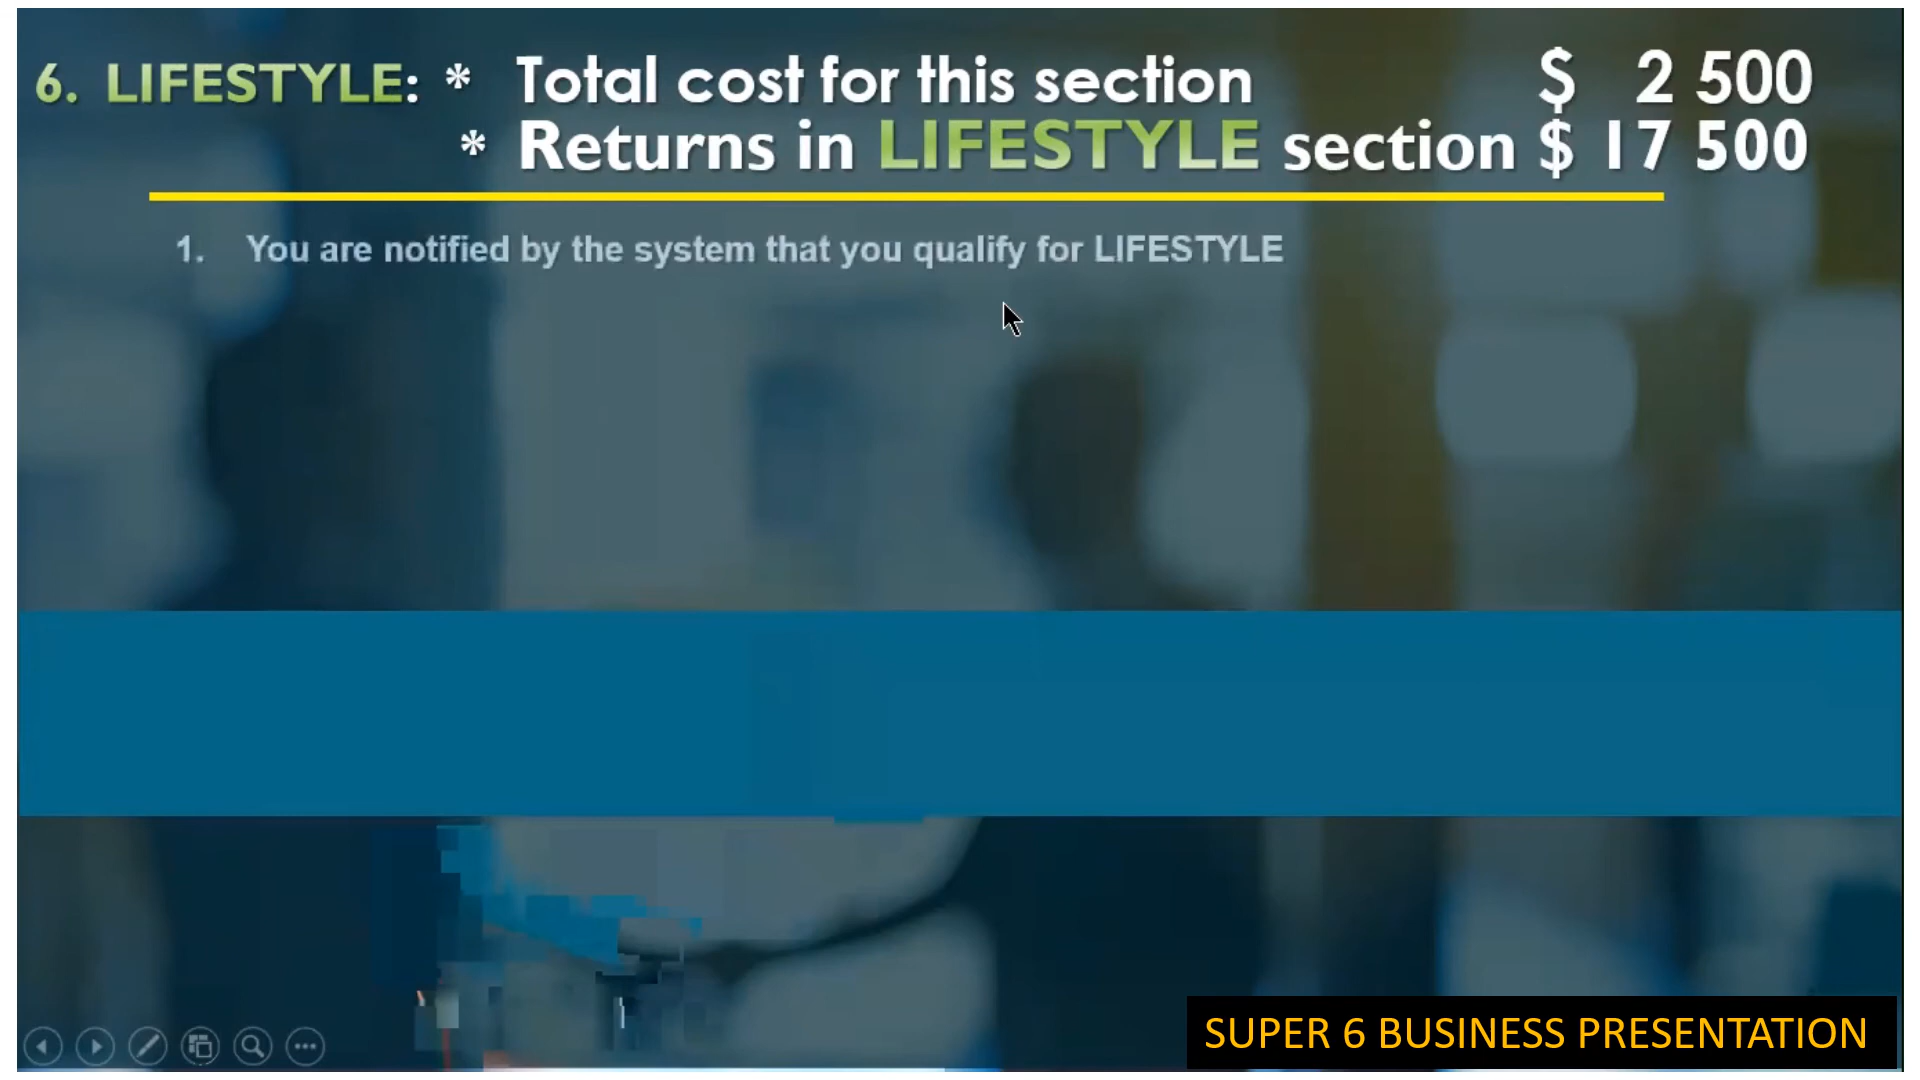 6. LIFESTYLE: * Total cost for this section $ 2 500
* Returns in LIFESTYLE section $ 17 500
1. You are notified by the system that you qualify for LIFESTYLE
SUPER 6 BUSINESS PRESENTATION